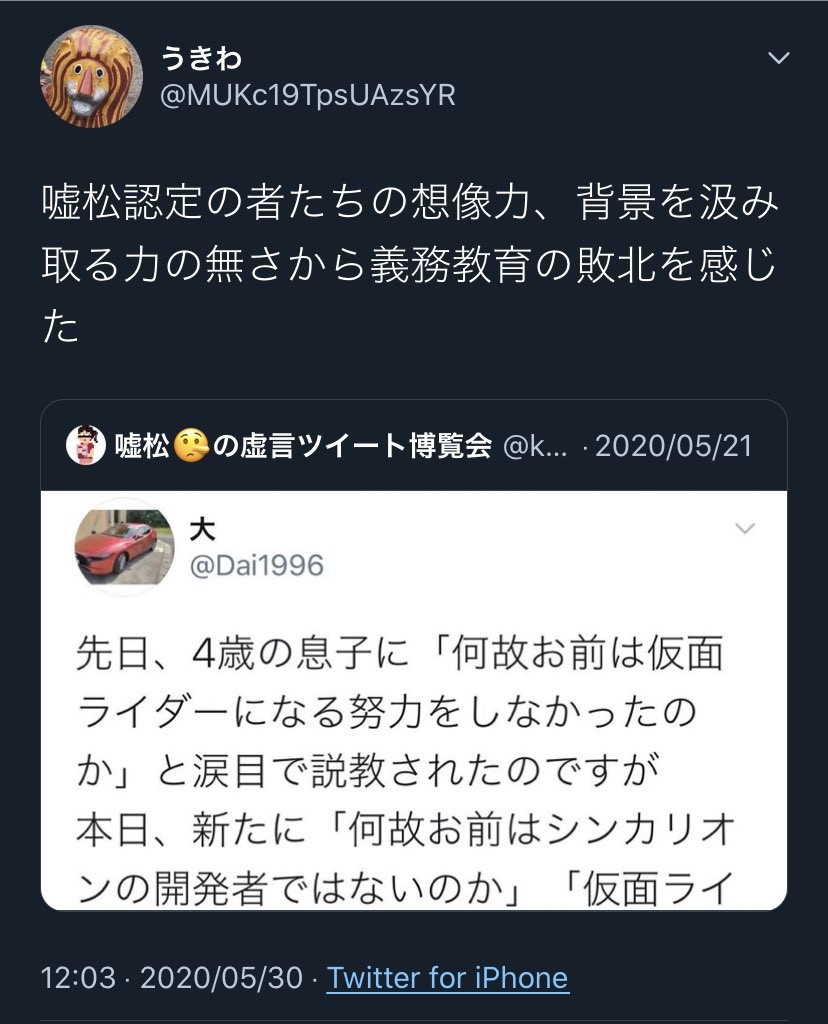 うきわ
@MUKc19TpsUAzsYR
嘘松認定の者たちの想像力、背景を汲み
取る力の無さから義務教育の敗北を感じ
た
嘘松🤥の虚言ツイート博覧会 @k... · 2020/05/21
大
@Dai1996
先日、4歳の息子に「何故お前は仮面
ライダーになる努力をしなかったの
か」と涙目で説教されたのですが
本日、新たに「何故お前はシンカリオ
ンの開発者ではないのか」「仮面ライ
12:03 · 2020/05/30 · Twitter for iPhone